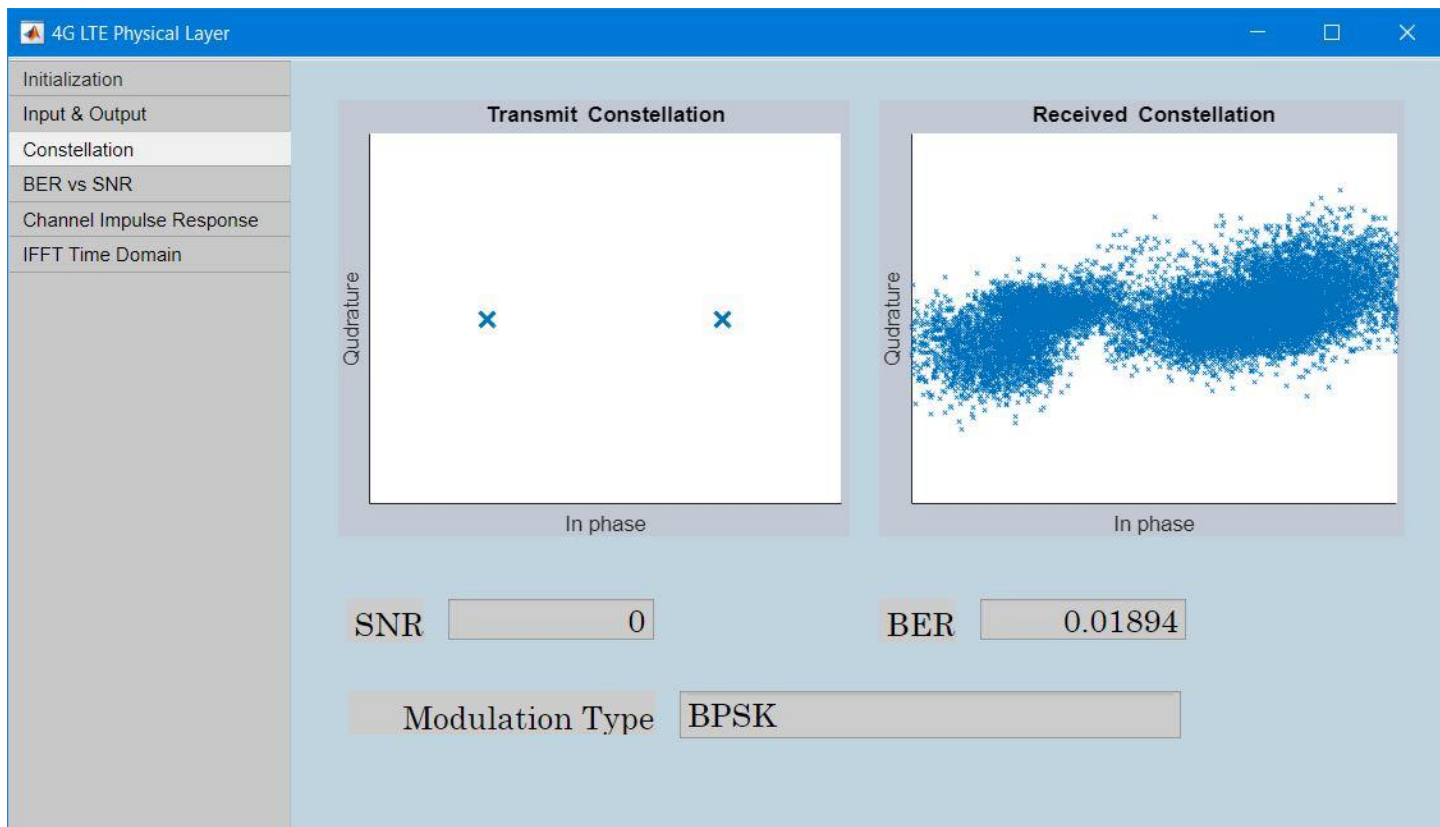 4G LTE Physical Layer
Initialization
Input & Output
Constellation
BER vs SNR
Channel Impulse Response
IFFT Time Domain
Transmit Constellation
Qudrature
In phase
Received Constellation
Qudrature
In phase
SNR 0
BER 0.01894
Modulation Type BPSK